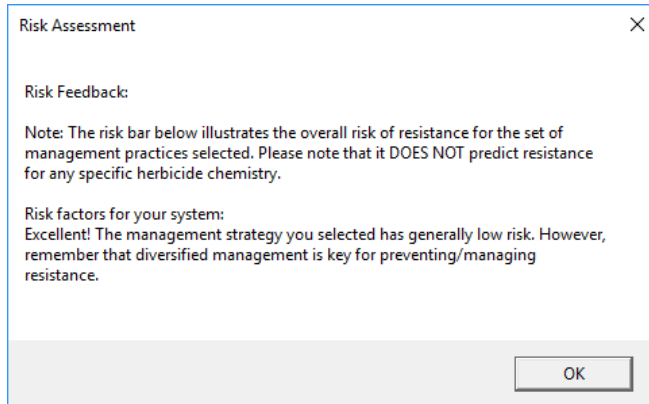 Risk Assessment
Risk Feedback:
Note: The risk bar below illustrates the overall risk of resistance for the set of
management practices selected. Please note that it DOES NOT predict resistance
for any specific herbicide chemistry.
Risk factors for your system:
Excellent! The management strategy you selected has generally low risk. However,
remember that diversified management is key for preventing/managing
resistance.
OK